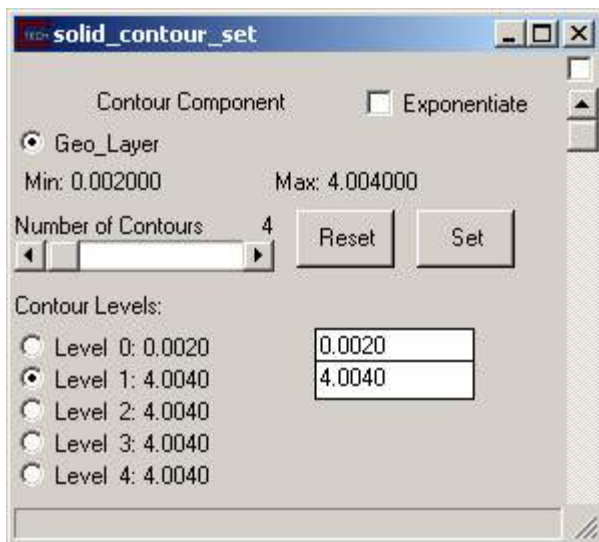 solid_contour_set
Contour Component Exponentiate
Geo_Layer
Min: 0.002000 Max: 4.004000
Number of Contours 4 Reset Set
Contour Levels:
Level 0: 0.0020 0.0020
Level 1: 4.0040 4.0040
Level 2: 4.0040
Level 3: 4.0040
Level 4: 4.0040